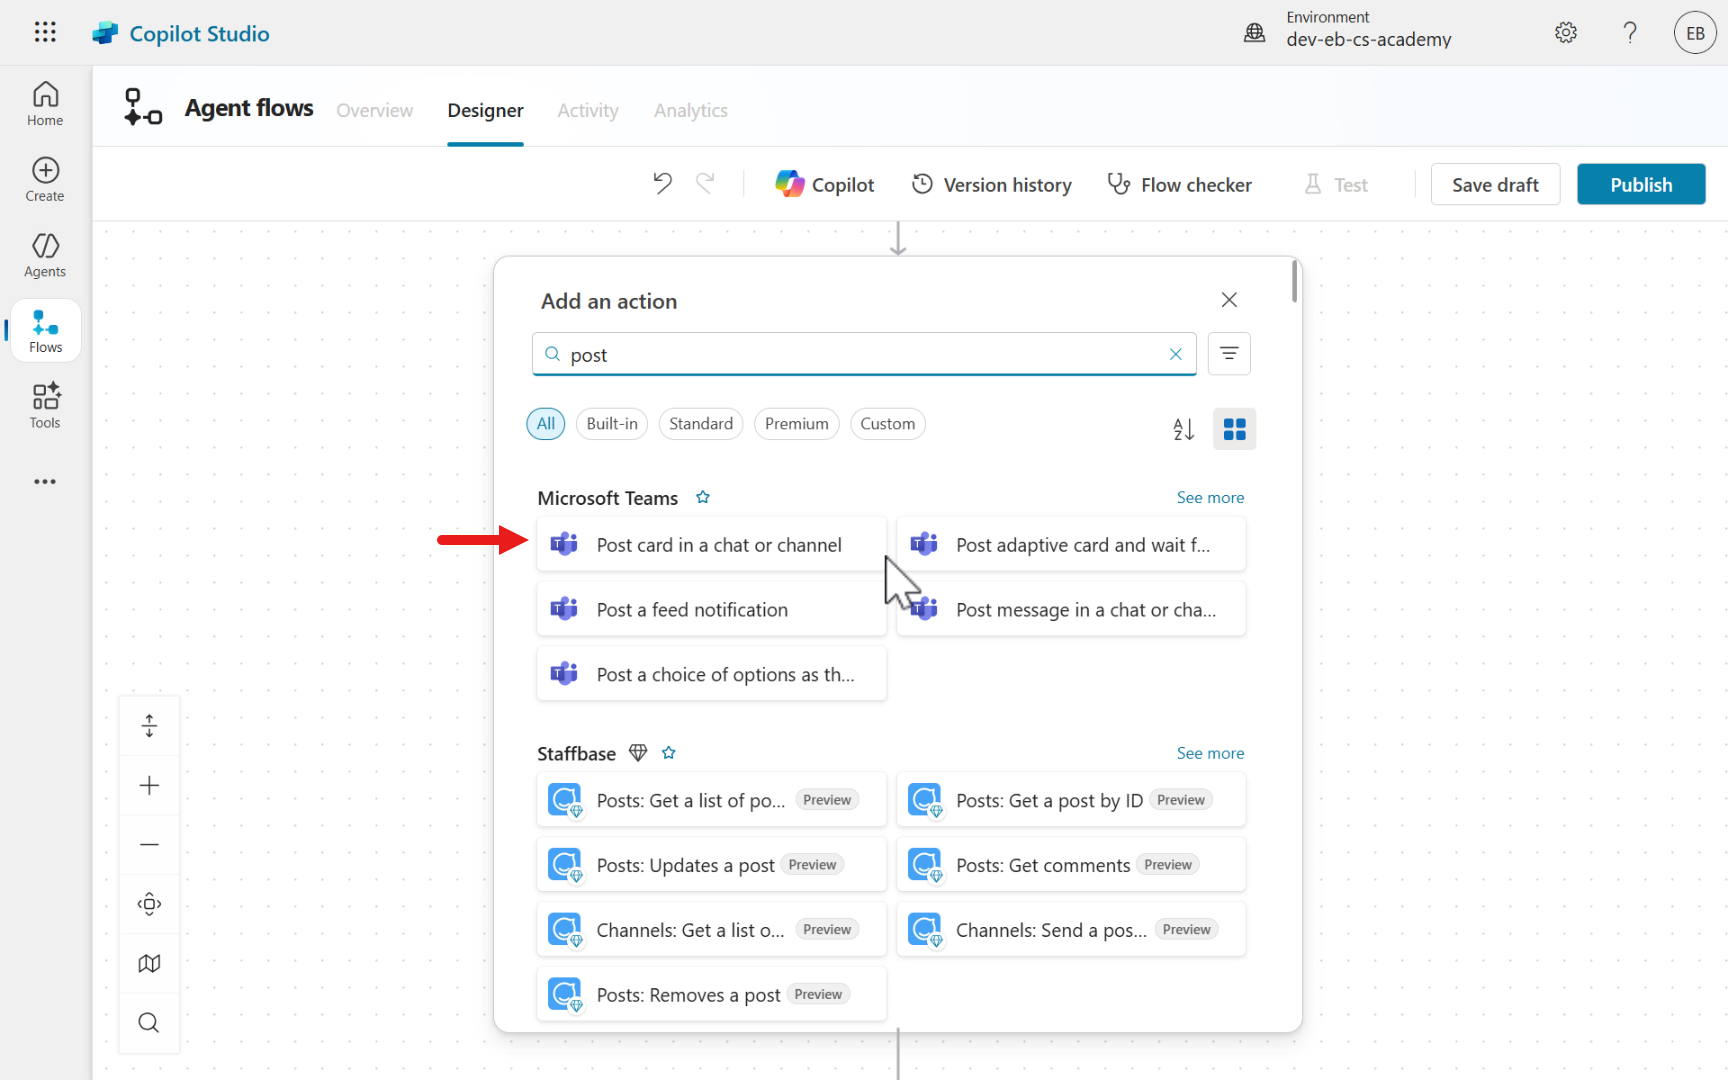 Copilot Studio
Environment
dev-eb-cs-academy
?
EB
Home
Create
Agents
Flows
Tools
Agent flows
Overview
Designer
Activity
Analytics
Copilot
Version history
Flow checker
Test
Save draft
Publish
Add an action
post
All
Built-in
Standard
Premium
Custom
Microsoft Teams
See more
Post card in a chat or channel
Post adaptive card and wait f...
Post a feed notification
Post message in a chat or cha...
Post a choice of options as th...
Staffbase
See more
Posts: Get a list of po... Preview
Posts: Get a post by ID Preview
Posts: Updates a post Preview
Posts: Get comments Preview
Channels: Get a list o... Preview
Channels: Send a pos... Preview
Posts: Removes a post Preview